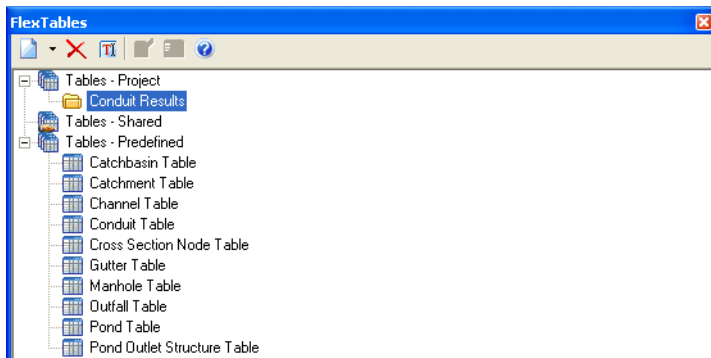 FlexTables
Tables - Project
Conduit Results
Tables - Shared
Tables - Predefined
Catchbasin Table
Catchment Table
Channel Table
Conduit Table
Cross Section Node Table
Gutter Table
Manhole Table
Outfall Table
Pond Table
Pond Outlet Structure Table